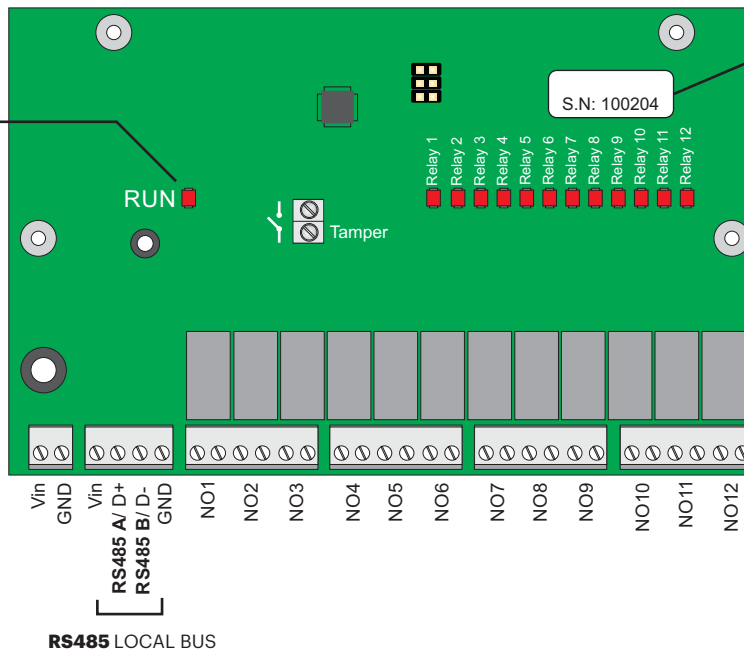 S.N: 100204
Relay 1
Relay 2
Relay 3
Relay 4
Relay 5
Relay 6
Relay 7
Relay 8
Relay 9
Relay 10
Relay 11
Relay 12
RUN
Tamper
Vin
GND
Vin
RS485 A/ D+
RS485 B/ D-
GND
NO1
NO2
NO3
NO4
NO5
NO6
NO7
NO8
NO9
NO10
NO11
NO12
RS485 LOCAL BUS